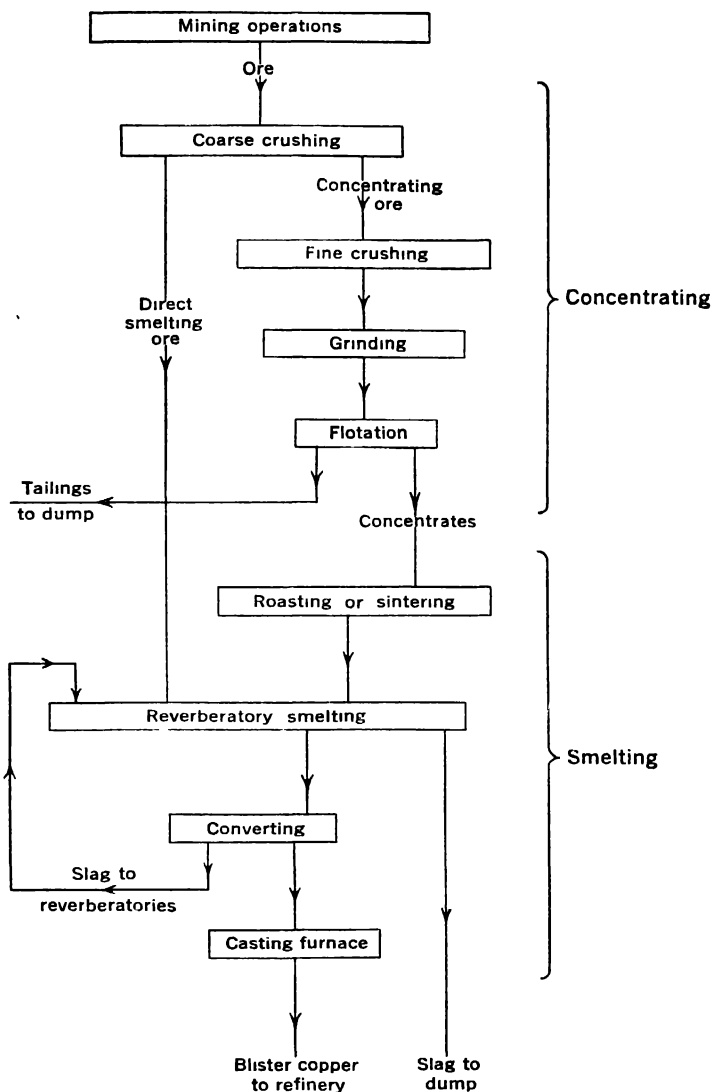 Mining operations
Ore
Coarse crushing
Concentrating
ore
Fine crushing
Direct
smelting
ore
Concentrating
Grinding
Flotation
Tailings
to dump
Concentrates
Roasting or sintering
Reverberatory smelting
Smelting
Converting
Slag to
reverberatories
Casting furnace
Blister copper
to refinery
Slag to
dump